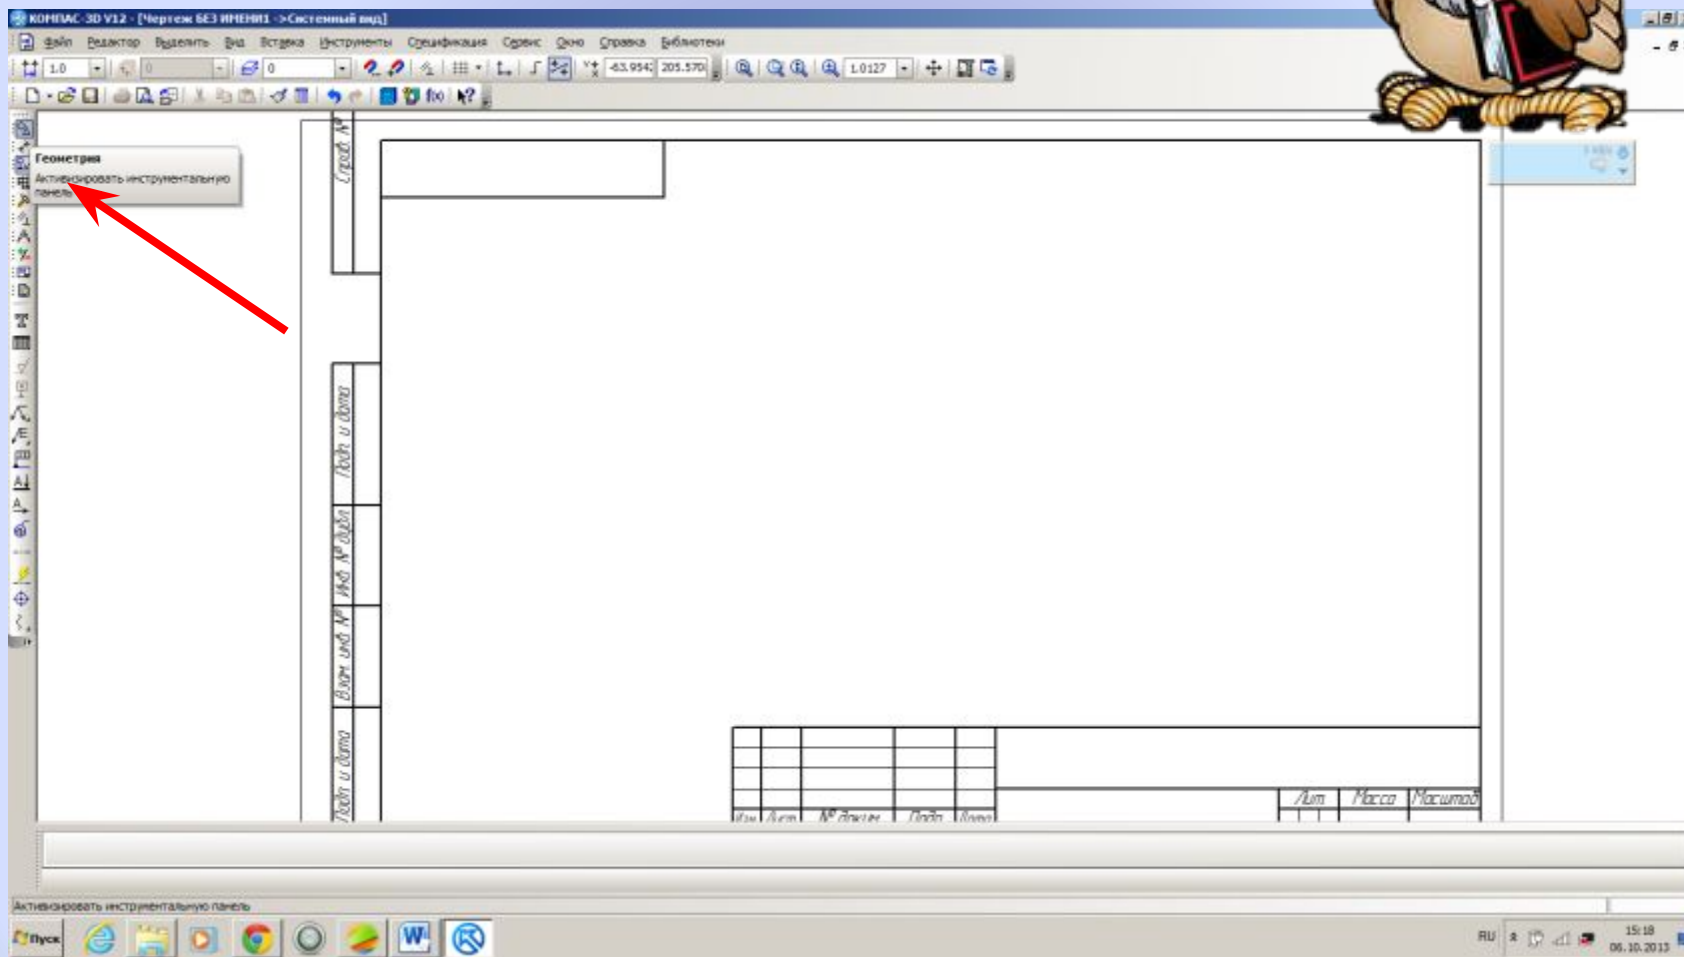 КОМПАС-3D V12 - [Чертеж БЕЗ ИМЕНИ1 ->Системный вид]
Файл Редактор Выделить Вид Вставка Инструменты Спецификация Сервис Окно Справка Библиотеки
1.0 0 0 -63.954 205.570 1.0127
f(x)
Геометрия
Активизировать инструментальную
панель
Справ. №
Подп. и дата
Инв. № дубл.
Взам. инв. №
Подп. и дата
Лит. Масса Масштаб
Изм. Лист № докум. Подп. Дата
Активизировать инструментальную панель
Пуск
RU 15:18
06.10.2013